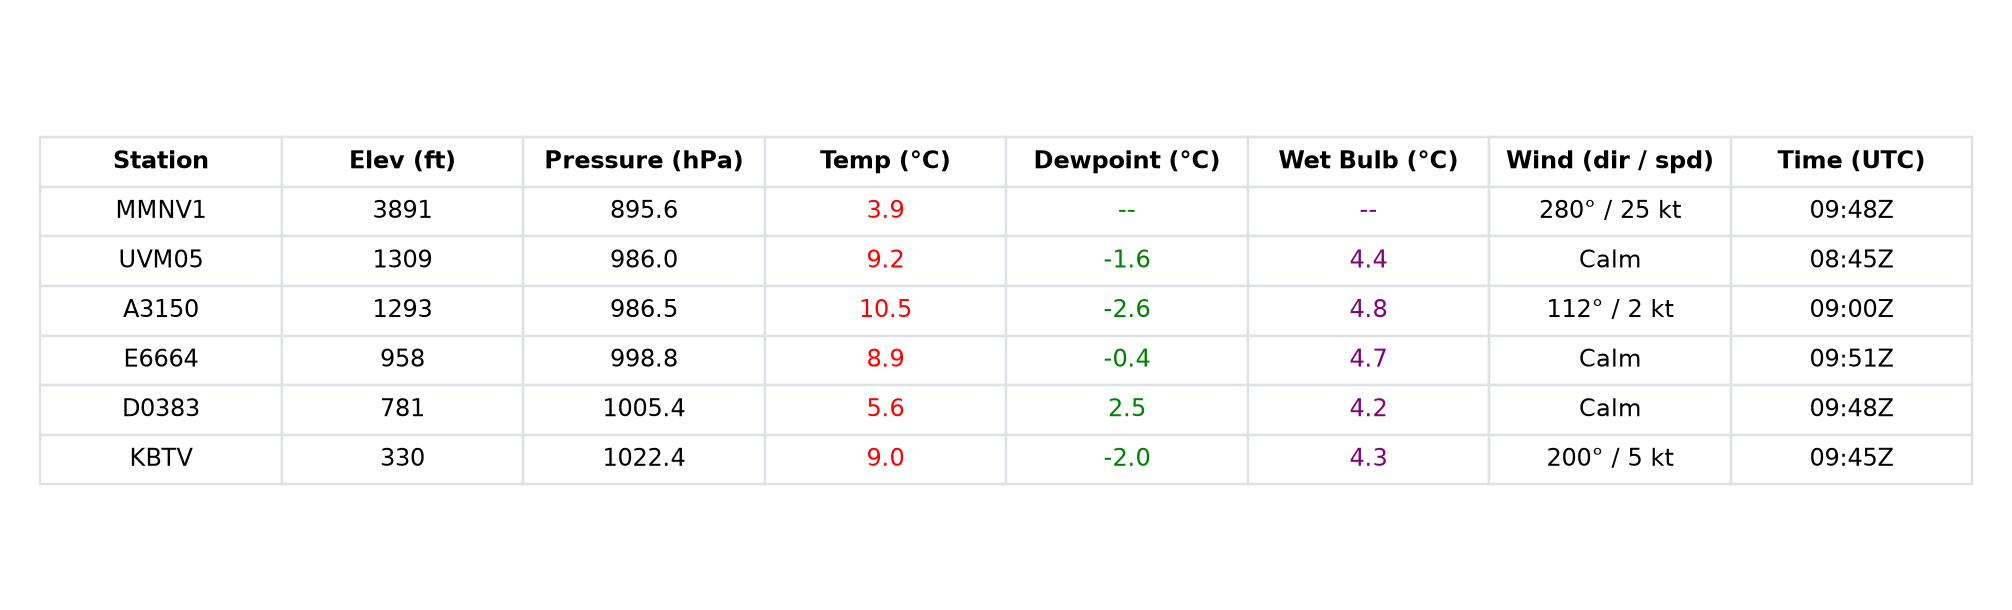 Station Elev (ft) Pressure (hPa) Temp (°C) Dewpoint (°C) Wet Bulb (°C) Wind (dir / spd) Time (UTC)
MMNV1 3891 895.6 3.9 -- -- 280° / 25 kt 09:48Z
UVM05 1309 986.0 9.2 -1.6 4.4 Calm 08:45Z
A3150 1293 986.5 10.5 -2.6 4.8 112° / 2 kt 09:00Z
E6664 958 998.8 8.9 -0.4 4.7 Calm 09:51Z
D0383 781 1005.4 5.6 2.5 4.2 Calm 09:48Z
KBTV 330 1022.4 9.0 -2.0 4.3 200° / 5 kt 09:45Z